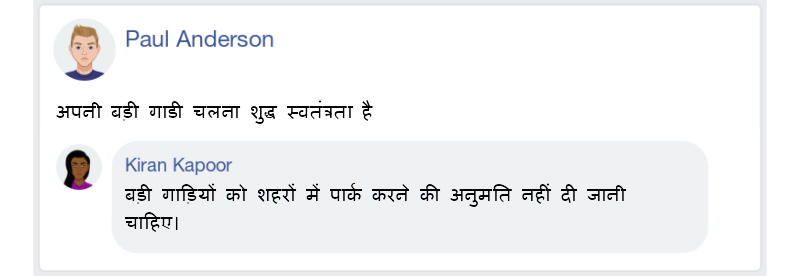 Paul Anderson
अपनी बड़ी गाडी चलना शुद्ध स्वतंत्रता है
Kiran Kapoor
बड़ी गाड़ियों को शहरों में पार्क करने की अनुमति नहीं दी जानी
चाहिए।